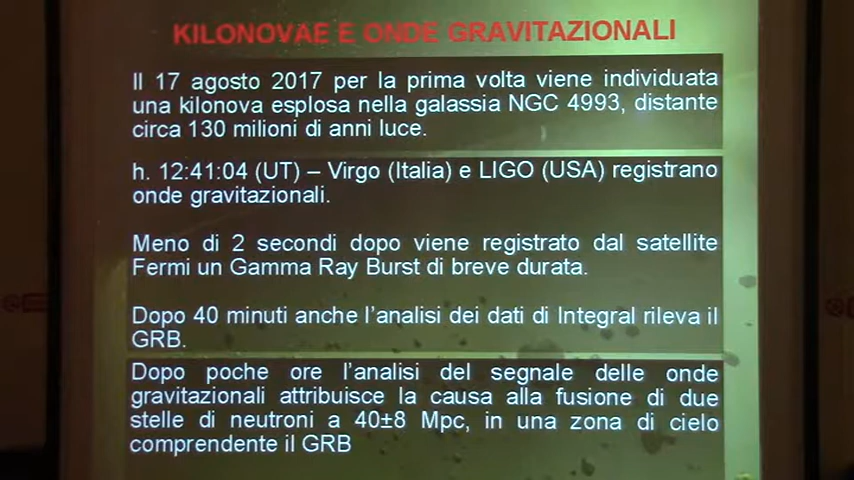 KILONOVAE E ONDE GRAVITAZIONALI
Il 17 agosto 2017 per la prima volta viene individuata
una kilonova esplosa nella galassia NGC 4993, distante
circa 130 milioni di anni luce.
h. 12:41:04 (UT) – Virgo (Italia) e LIGO (USA) registrano
onde gravitazionali.
Meno di 2 secondi dopo viene registrato dal satellite
Fermi un Gamma Ray Burst di breve durata.
Dopo 40 minuti anche l'analisi dei dati di Integral rileva il
GRB.
Dopo poche ore l'analisi del segnale delle onde
gravitazionali attribuisce la causa alla fusione di due
stelle di neutroni a 40±8 Mpc, in una zona di cielo
comprendente il GRB